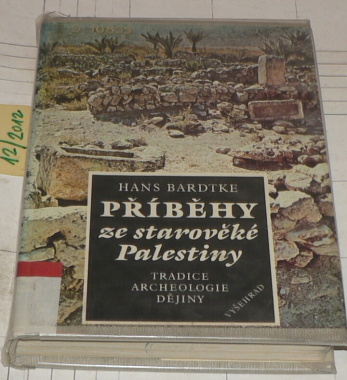 12/2012
HANS BARDTKE
PŘÍBĚHY
ze starověké
Palestiny
TRADICE
ARCHEOLOGIE
DĚJINY
VYŠEHRAD